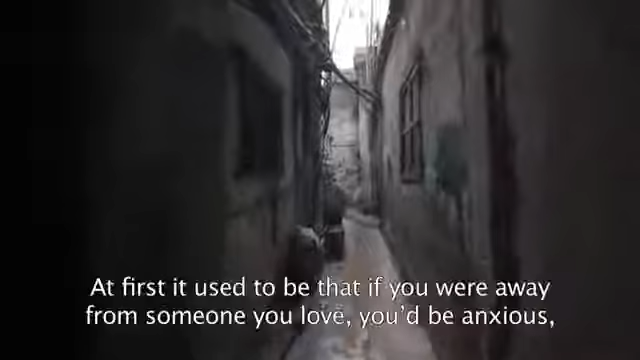 At first it used to be that if you were away
from someone you love, you'd be anxious,